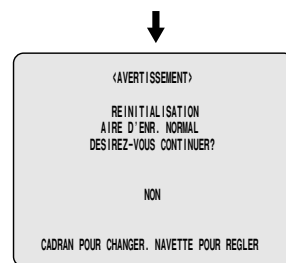 <AVERTISSEMENT>
REINITIALISATION
AIRE D'ENR. NORMAL
DESIREZ-VOUS CONTINUER?
NON
CADRAN POUR CHANGER. NAVETTE POUR REGLER